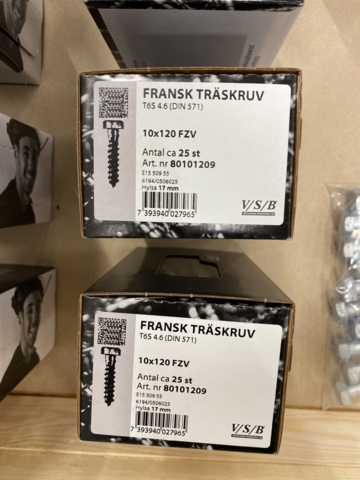 FRANSK TRÄSKRUV
T6S 4.6 (DIN 571)
10x120 FZV
Antal ca 25 st
Art. nr 80101209
E15 509 55
6194/0506025
Hylsa 17 mm
7 393940 027965
V/S/B
FRANSK TRÄSKRUV
T6S 4.6 (DIN 571)
10x120 FZV
Antal ca 25 st
Art. nr 80101209
E15 509 55
6194/0506025
Hylsa 17 mm
7 393940 027965
V/S/B